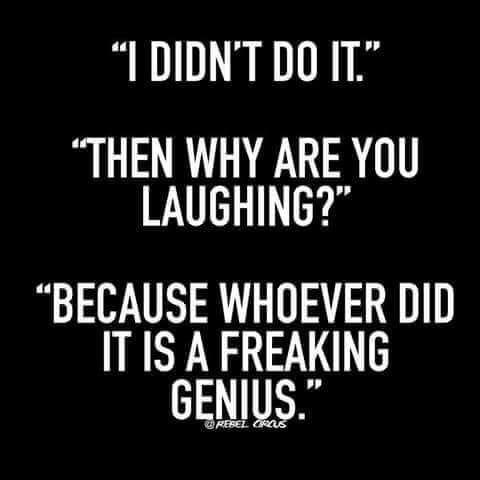 “I DIDN’T DO IT.”
“THEN WHY ARE YOU
LAUGHING?”
“BECAUSE WHOEVER DID
IT IS A FREAKING
GENIUS.”
@REBEL CIRCUS